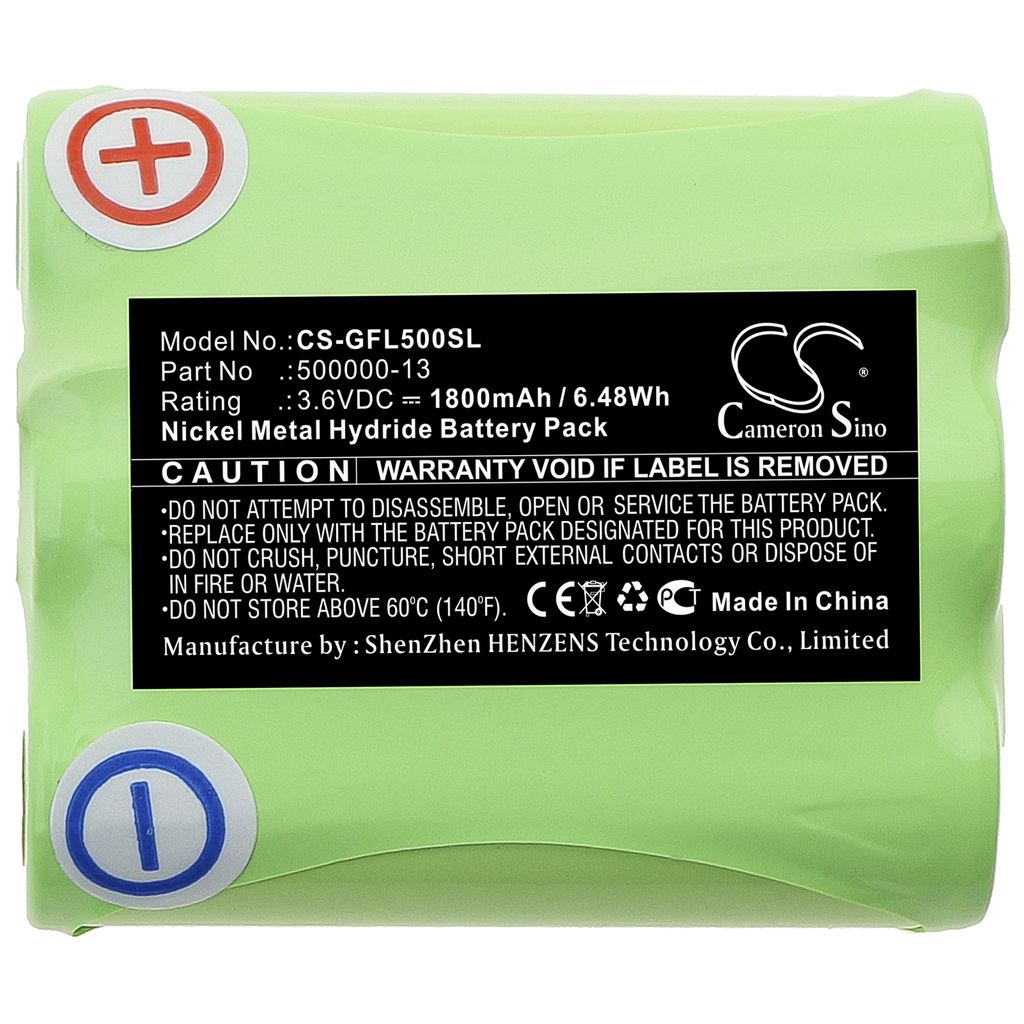 +
Model No.:CS-GFL500SL
Part No .:500000-13
Rating .:3.6VDC ⎓ 1800mAh / 6.48Wh
Nickel Metal Hydride Battery Pack
®
Cameron Sino
CAUTION WARRANTY VOID IF LABEL IS REMOVED
•DO NOT ATTEMPT TO DISASSEMBLE, OPEN OR SERVICE THE BATTERY PACK.
•REPLACE ONLY WITH THE BATTERY PACK DESIGNATED FOR THIS PRODUCT.
•DO NOT CRUSH, PUNCTURE, SHORT EXTERNAL CONTACTS OR DISPOSE OF
IN FIRE OR WATER.
•DO NOT STORE ABOVE 60ºC (140ºF).
CE PCT Made In China
Manufacture by : ShenZhen HENZENS Technology Co., Limited